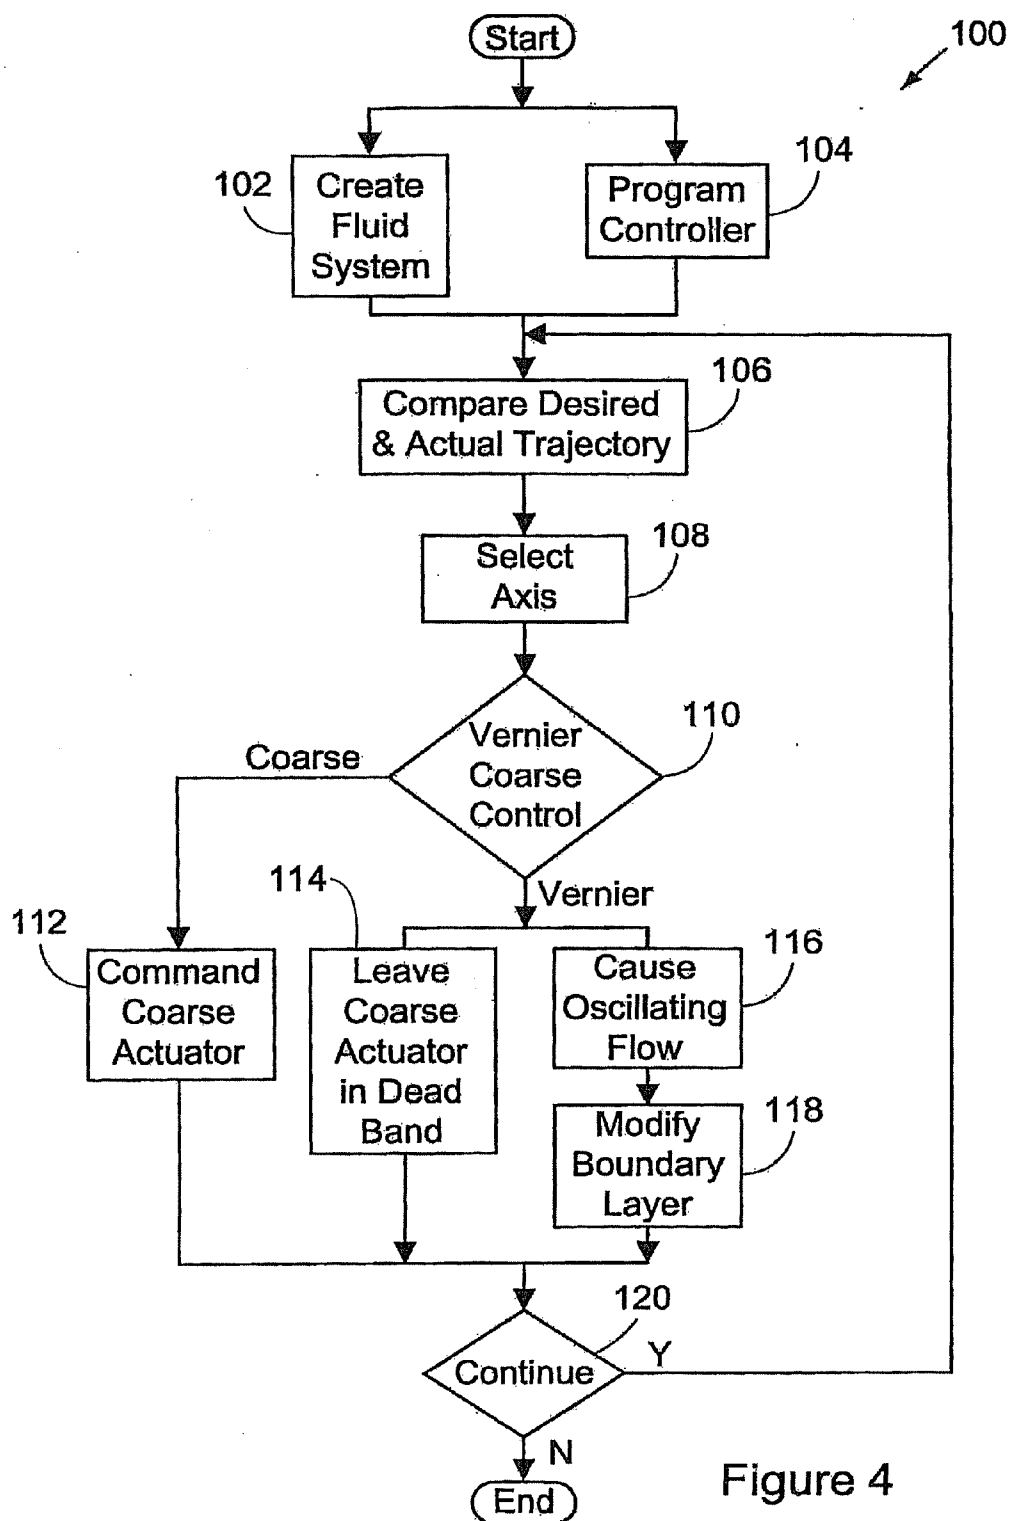 Start
100
102
Create
Fluid
System
104
Program
Controller
106
Compare Desired
& Actual Trajectory
108
Select
Axis
110
Vernier
Coarse
Control
Coarse
Vernier
112
Command
Coarse
Actuator
114
Leave
Coarse
Actuator
in Dead
Band
116
Cause
Oscillating
Flow
118
Modify
Boundary
Layer
120
Continue
Y
N
End
Figure 4